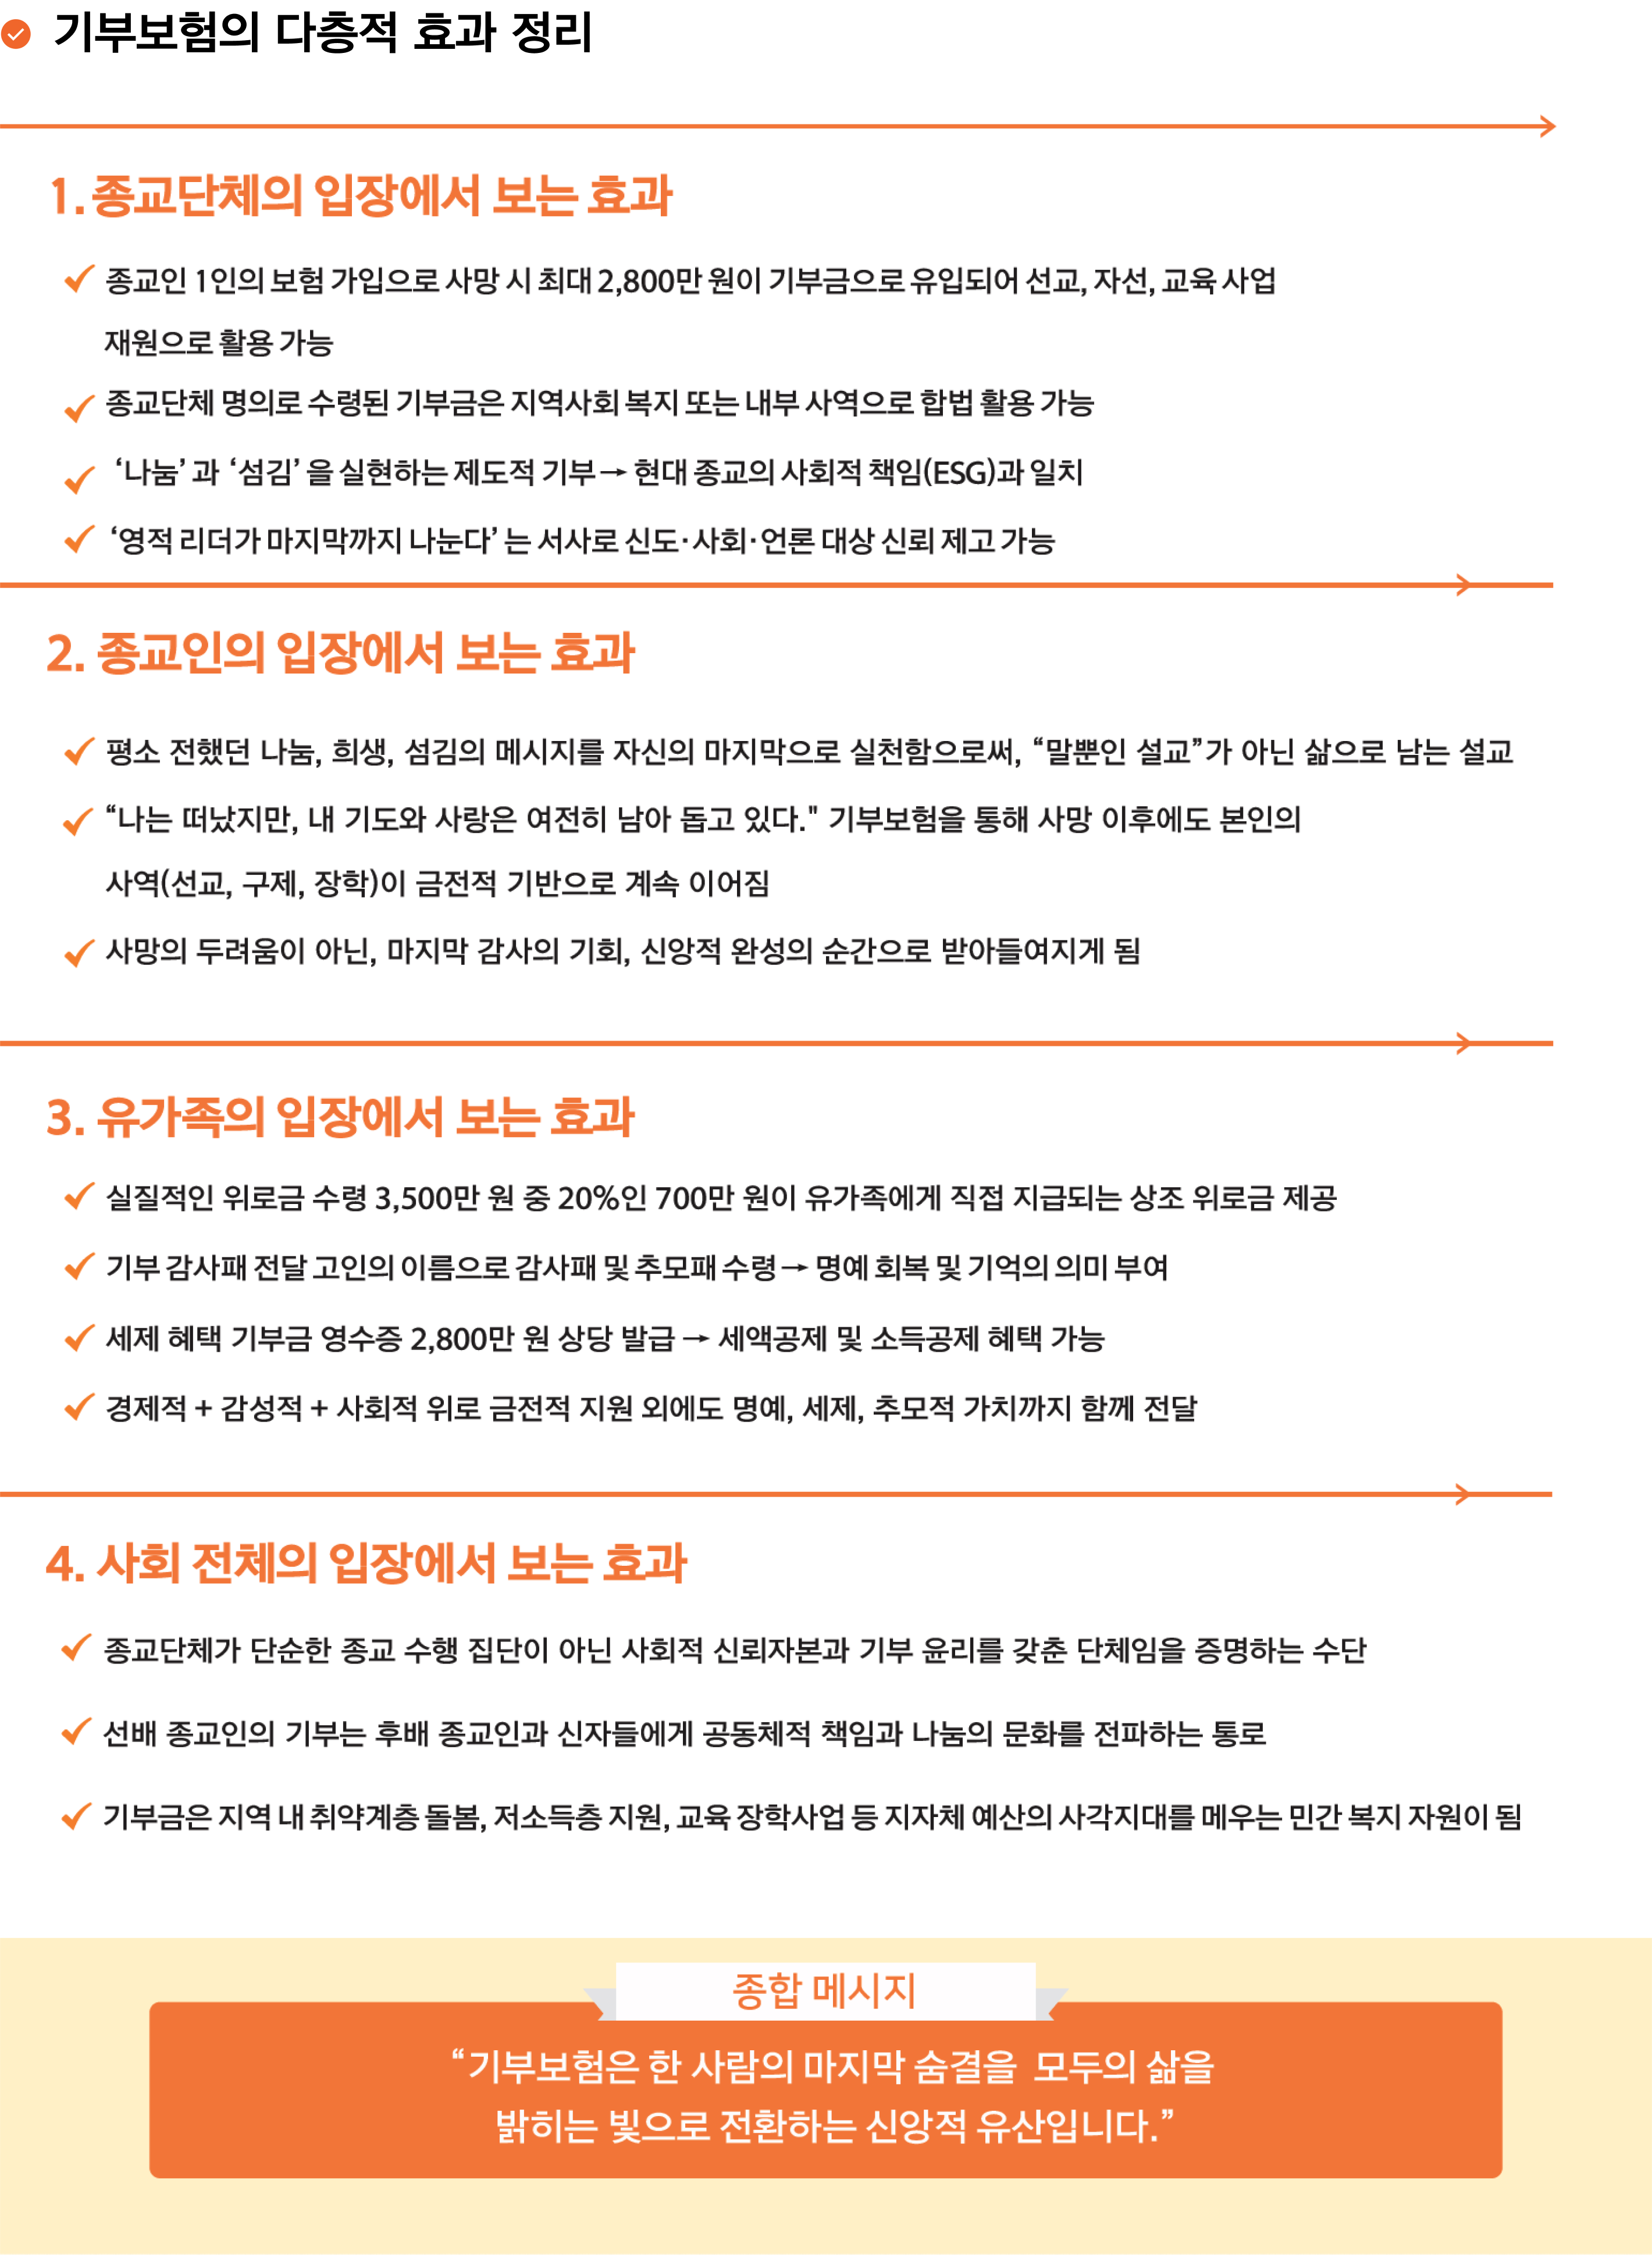 기부보험의 다층적 효과 정리
1. 종교단체의 입장에서 보는 효과
종교인 1인의 보험 가입으로 사망 시 최대 2,800만 원이 기부금으로 유입되어 선교, 자선, 교육 사업
재원으로 활용 가능
종교단체 명의로 수령된 기부금은 지역사회 복지 또는 내부 사역으로 합법 활용 가능
‘나눔’과 ‘섬김’을 실현하는 제도적 기부 → 현대 종교의 사회적 책임(ESG)과 일치
‘영적 리더가 마지막까지 나눈다’는 서사로 신도·사회·언론 대상 신뢰 제고 가능
2. 종교인의 입장에서 보는 효과
평소 전했던 나눔, 희생, 섬김의 메시지를 자신의 마지막으로 실천함으로써, “말뿐인 설교”가 아닌 삶으로 남는 설교
“나는 떠났지만, 내 기도와 사랑은 여전히 남아 돕고 있다." 기부보험을 통해 사망 이후에도 본인의
사역(선교, 구제, 장학)이 금전적 기반으로 계속 이어짐
사망의 두려움이 아닌, 마지막 감사의 기회, 신앙적 완성의 순간으로 받아들여지게 됨
3. 유가족의 입장에서 보는 효과
실질적인 위로금 수령 3,500만 원 중 20%인 700만 원이 유가족에게 직접 지급되는 상조 위로금 제공
기부 감사패 전달 고인의 이름으로 감사패 및 추모패 수령 → 명예 회복 및 기억의 의미 부여
세제 혜택 기부금 영수증 2,800만 원 상당 발급 → 세액공제 및 소득공제 혜택 가능
경제적 + 감성적 + 사회적 위로 금전적 지원 외에도 명예, 세제, 추모적 가치까지 함께 전달
4. 사회 전체의 입장에서 보는 효과
종교단체가 단순한 종교 수행 집단이 아닌 사회적 신뢰자본과 기부 윤리를 갖춘 단체임을 증명하는 수단
선배 종교인의 기부는 후배 종교인과 신자들에게 공동체적 책임과 나눔의 문화를 전파하는 통로
기부금은 지역 내 취약계층 돌봄, 저소득층 지원, 교육 장학사업 등 지자체 예산의 사각지대를 메우는 민간 복지 자원이 됨
종합 메시지
“기부보험은 한 사람의 마지막 숨결을 모두의 삶을
밝히는 빛으로 전환하는 신앙적 유산입니다.”